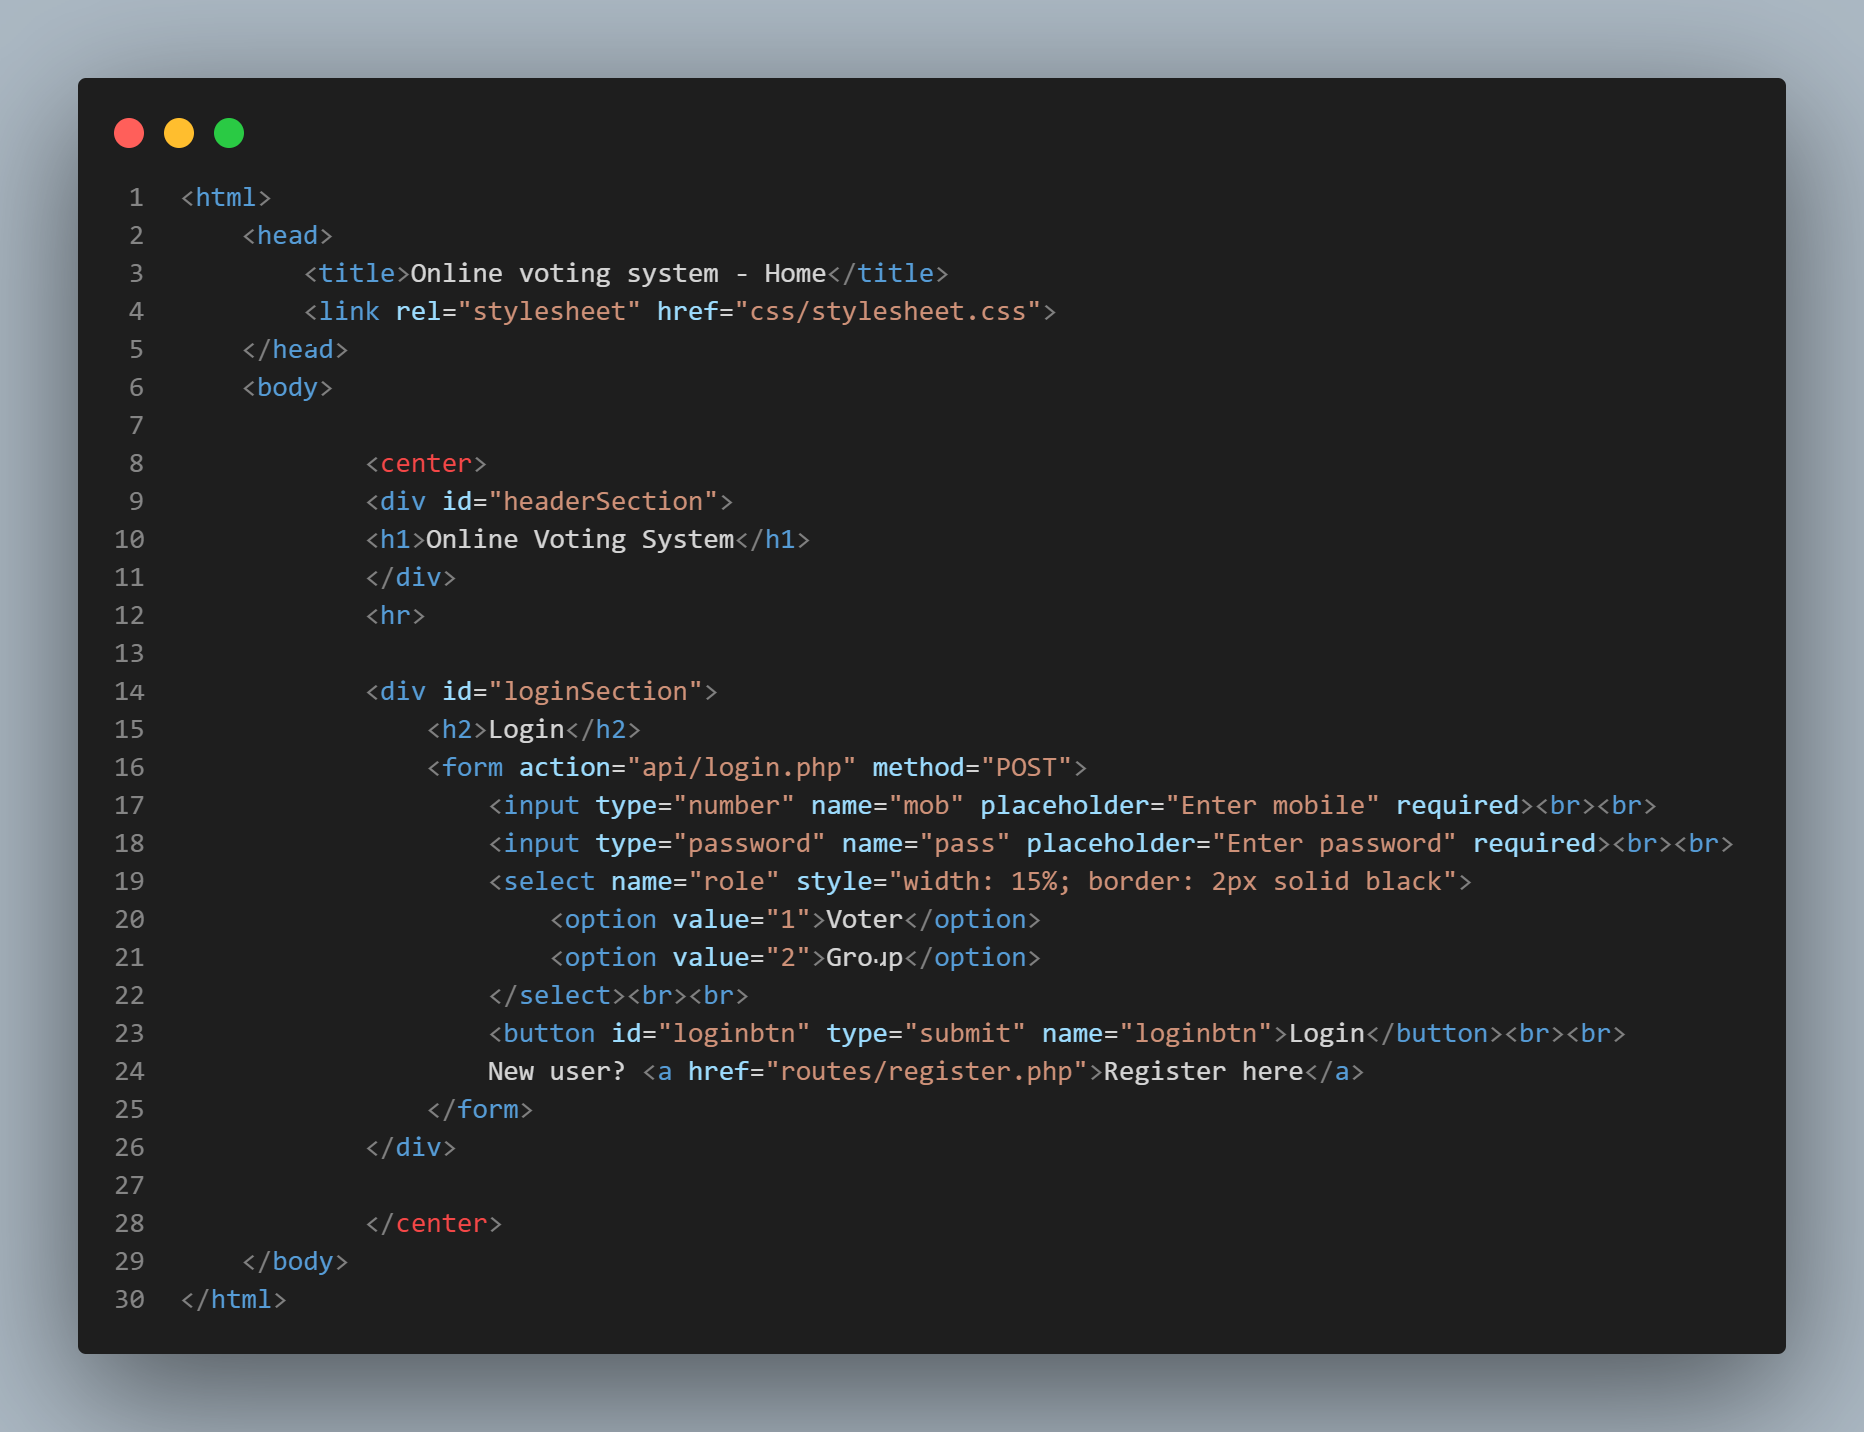 1 <html>
2     <head>
3         <title>Online voting system - Home</title>
4         <link rel="stylesheet" href="css/stylesheet.css">
5     </head>
6     <body>
7
8             <center>
9             <div id="headerSection">
10             <h1>Online Voting System</h1>
11             </div>
12             <hr>
13
14             <div id="loginSection">
15                 <h2>Login</h2>
16                 <form action="api/login.php" method="POST">
17                     <input type="number" name="mob" placeholder="Enter mobile" required><br><br>
18                     <input type="password" name="pass" placeholder="Enter password" required><br><br>
19                     <select name="role" style="width: 15%; border: 2px solid black">
20                         <option value="1">Voter</option>
21                         <option value="2">Group</option>
22                     </select><br><br>
23                     <button id="loginbtn" type="submit" name="loginbtn">Login</button><br><br>
24                     New user? <a href="routes/register.php">Register here</a>
25                 </form>
26             </div>
27
28             </center>
29     </body>
30 </html>